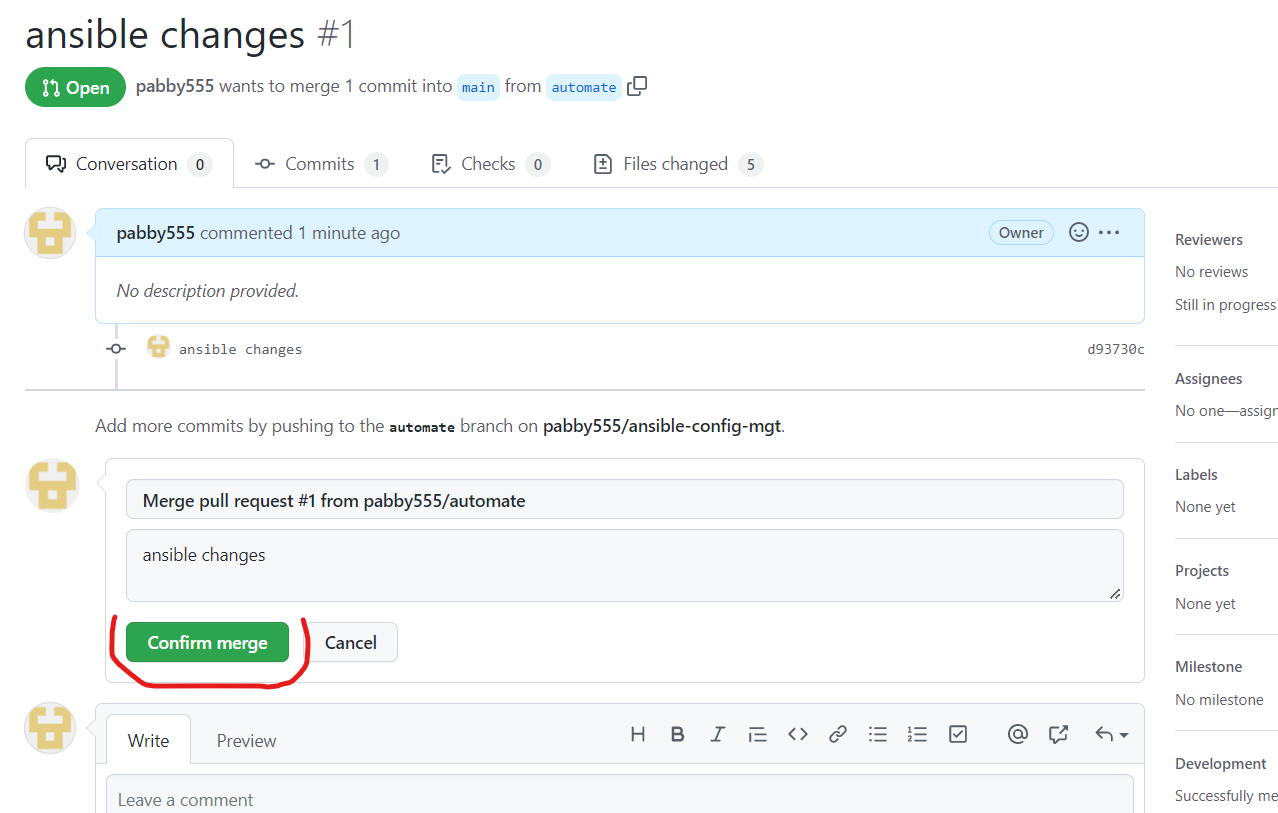 ansible changes #1
Open pabby555 wants to merge 1 commit into main from automate
Conversation 0 Commits 1 Checks 0 Files changed 5
pabby555 commented 1 minute ago Owner
No description provided.
ansible changes d93730c
Add more commits by pushing to the automate branch on pabby555/ansible-config-mgt.
Merge pull request #1 from pabby555/automate
ansible changes
Confirm merge Cancel
Write Preview
Leave a comment
Reviewers
No reviews
Still in progress
Assignees
No one—assign
Labels
None yet
Projects
None yet
Milestone
No milestone
Development
Successfully me